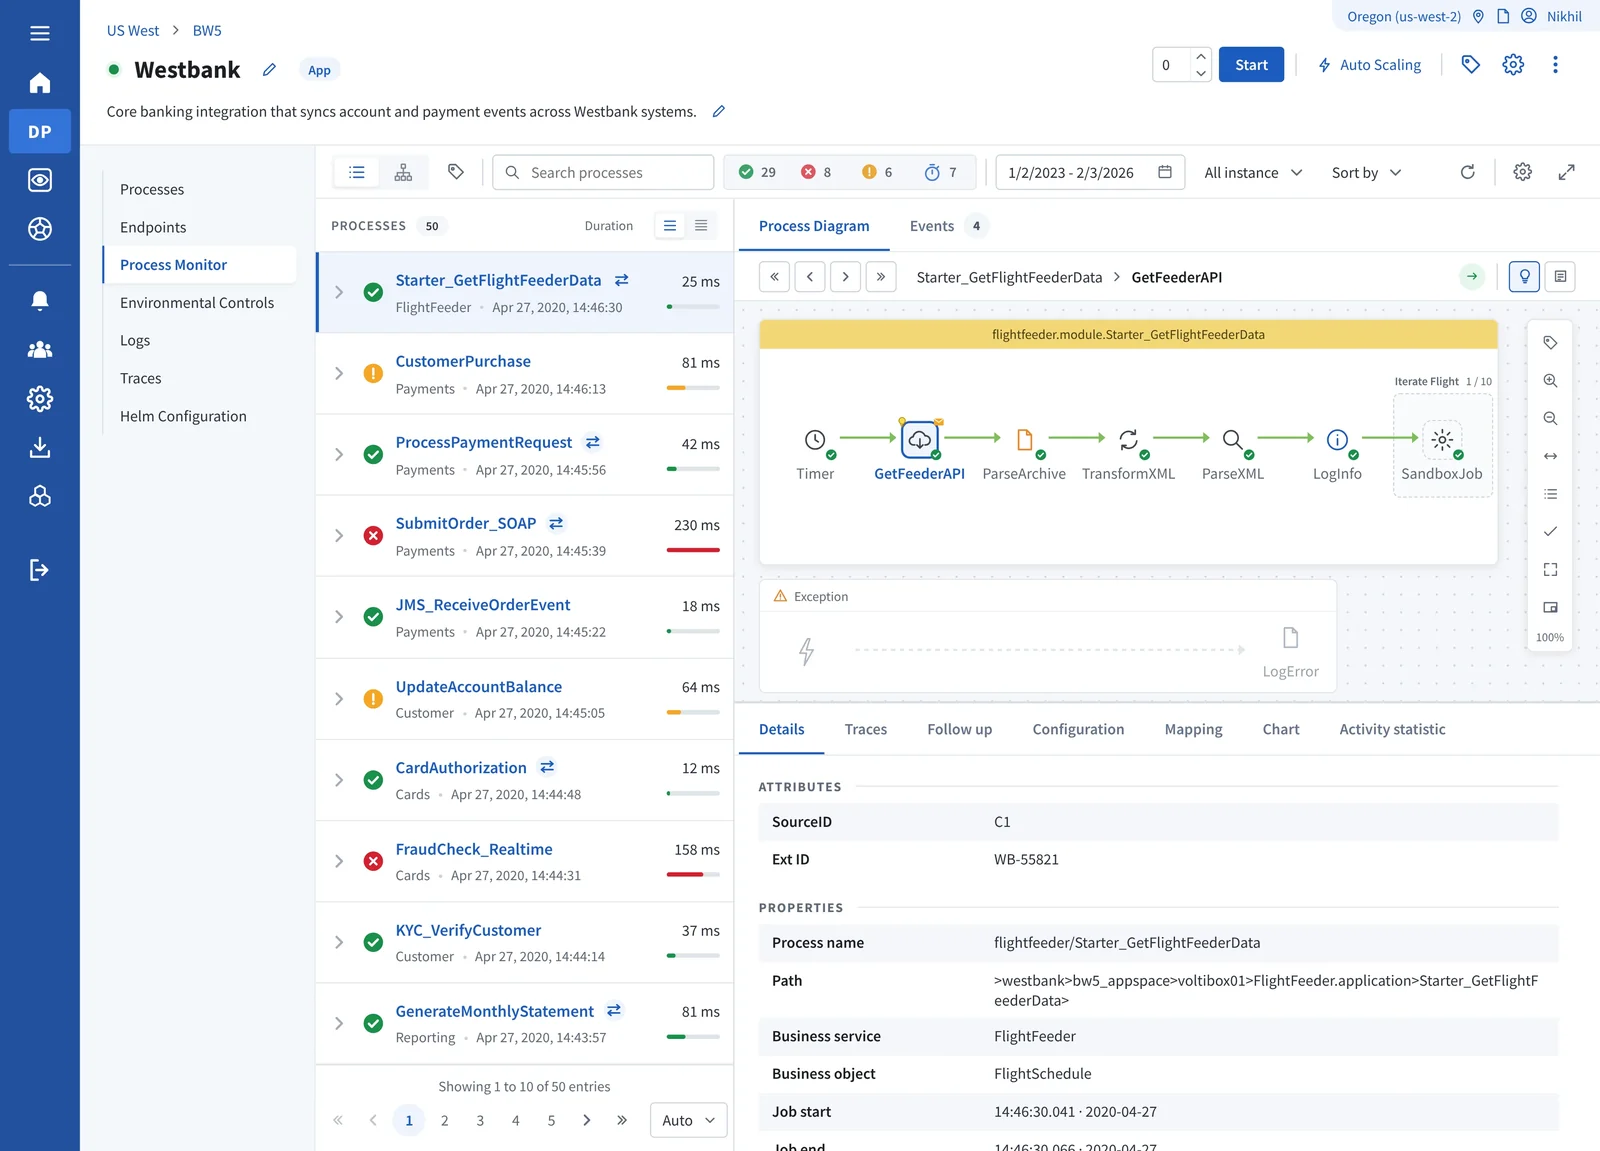 Oregon (us-west-2) Nikhil
US West > BW5
Westbank App
0 Start Auto Scaling
Core banking integration that syncs account and payment events across Westbank systems.
DP
Processes
Endpoints
Process Monitor
Environmental Controls
Logs
Traces
Helm Configuration
Search processes 29 8 6 7 1/2/2023 - 2/3/2026 All instance Sort by
PROCESSES 50 Duration
Starter_GetFlightFeederData 25 ms
FlightFeeder • Apr 27, 2020, 14:46:30
CustomerPurchase 81 ms
Payments • Apr 27, 2020, 14:46:13
ProcessPaymentRequest 42 ms
Payments • Apr 27, 2020, 14:45:56
SubmitOrder_SOAP 230 ms
Payments • Apr 27, 2020, 14:45:39
JMS_ReceiveOrderEvent 18 ms
Payments • Apr 27, 2020, 14:45:22
UpdateAccountBalance 64 ms
Customer • Apr 27, 2020, 14:45:05
CardAuthorization 12 ms
Cards • Apr 27, 2020, 14:44:48
FraudCheck_Realtime 158 ms
Cards • Apr 27, 2020, 14:44:31
KYC_VerifyCustomer 37 ms
Customer • Apr 27, 2020, 14:44:14
GenerateMonthlyStatement 81 ms
Reporting • Apr 27, 2020, 14:43:57
Showing 1 to 10 of 50 entries
« ‹ 1 2 3 4 5 › » Auto
Process Diagram Events 4
« ‹ › » Starter_GetFlightFeederData > GetFeederAPI
flightfeeder.module.Starter_GetFlightFeederData
Iterate Flight 1 / 10
Timer GetFeederAPI ParseArchive TransformXML ParseXML LogInfo SandboxJob
Exception
LogError
100%
Details Traces Follow up Configuration Mapping Chart Activity statistic
ATTRIBUTES
SourceID C1
Ext ID WB-55821
PROPERTIES
Process name flightfeeder/Starter_GetFlightFeederData
Path >westbank>bw5_appspace>voltibox01>FlightFeeder.application>Starter_GetFlightF
eederData>
Business service FlightFeeder
Business object FlightSchedule
Job start 14:46:30.041 · 2020-04-27
Job end 14:46:30.066 · 2020-04-27